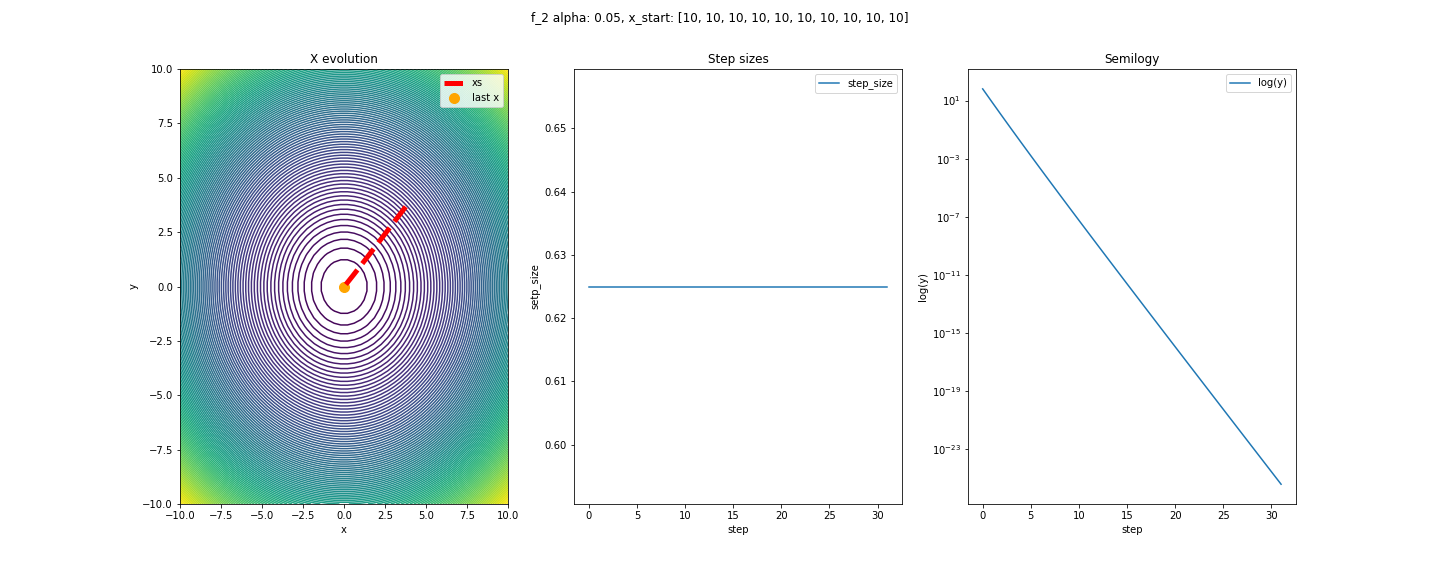 f_2 alpha: 0.05, x_start: [10, 10, 10, 10, 10, 10, 10, 10, 10, 10]
X evolution
10.0
7.5
5.0
2.5
0.0
−2.5
−5.0
−7.5
−10.0
y
xs
last x
−10.0 −7.5 −5.0 −2.5 0.0 2.5 5.0 7.5 10.0
x
Step sizes
0.65
0.64
0.63
0.62
0.61
0.60
setp_size
step_size
0 5 10 15 20 25 30
step
Semilogy
10^1
10^−3
10^−7
10^−11
10^−15
10^−19
10^−23
log(y)
log(y)
0 5 10 15 20 25 30
step